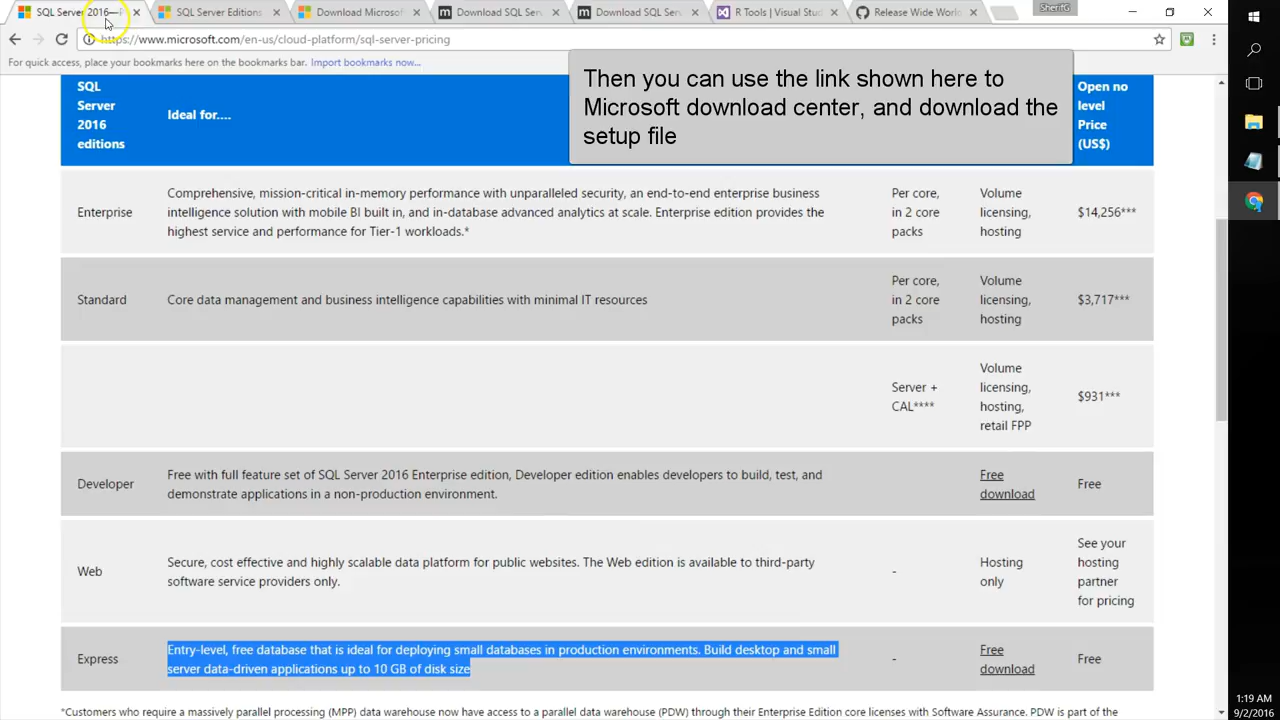 SQL Server 2016—
SQL Server Editions
Download Microsof
Download SQL Serv
Download SQL Serv
R Tools | Visual Stud
Release Wide World
SherifG
https://www.microsoft.com/en-us/cloud-platform/sql-server-pricing
For quick access, place your bookmarks here on the bookmarks bar. Import bookmarks now...
Then you can use the link shown here to
Microsoft download center, and download the
setup file
SQL
Server
2016
editions
Ideal for....
Open no
level
Price
(US$)
Enterprise
Comprehensive, mission-critical in-memory performance with unparalleled security, an end-to-end enterprise business
intelligence solution with mobile BI built in, and in-database advanced analytics at scale. Enterprise edition provides the
highest service and performance for Tier-1 workloads.*
Per core,
in 2 core
packs
Volume
licensing,
hosting
$14,256***
Standard
Core data management and business intelligence capabilities with minimal IT resources
Per core,
in 2 core
packs
Volume
licensing,
hosting
$3,717***
Server +
CAL****
Volume
licensing,
hosting,
retail FPP
$931***
Developer
Free with full feature set of SQL Server 2016 Enterprise edition, Developer edition enables developers to build, test, and
demonstrate applications in a non-production environment.
Free
download
Free
Web
Secure, cost effective and highly scalable data platform for public websites. The Web edition is available to third-party
software service providers only.
-
Hosting
only
See your
hosting
partner
for pricing
Express
Entry-level, free database that is ideal for deploying small databases in production environments. Build desktop and small
server data-driven applications up to 10 GB of disk size
-
Free
download
Free
*Customers who require a massively parallel processing (MPP) data warehouse now have access to a parallel data warehouse (PDW) through their Enterprise Edition core licenses with Software Assurance. PDW is part of the
1:19 AM
9/2/2016